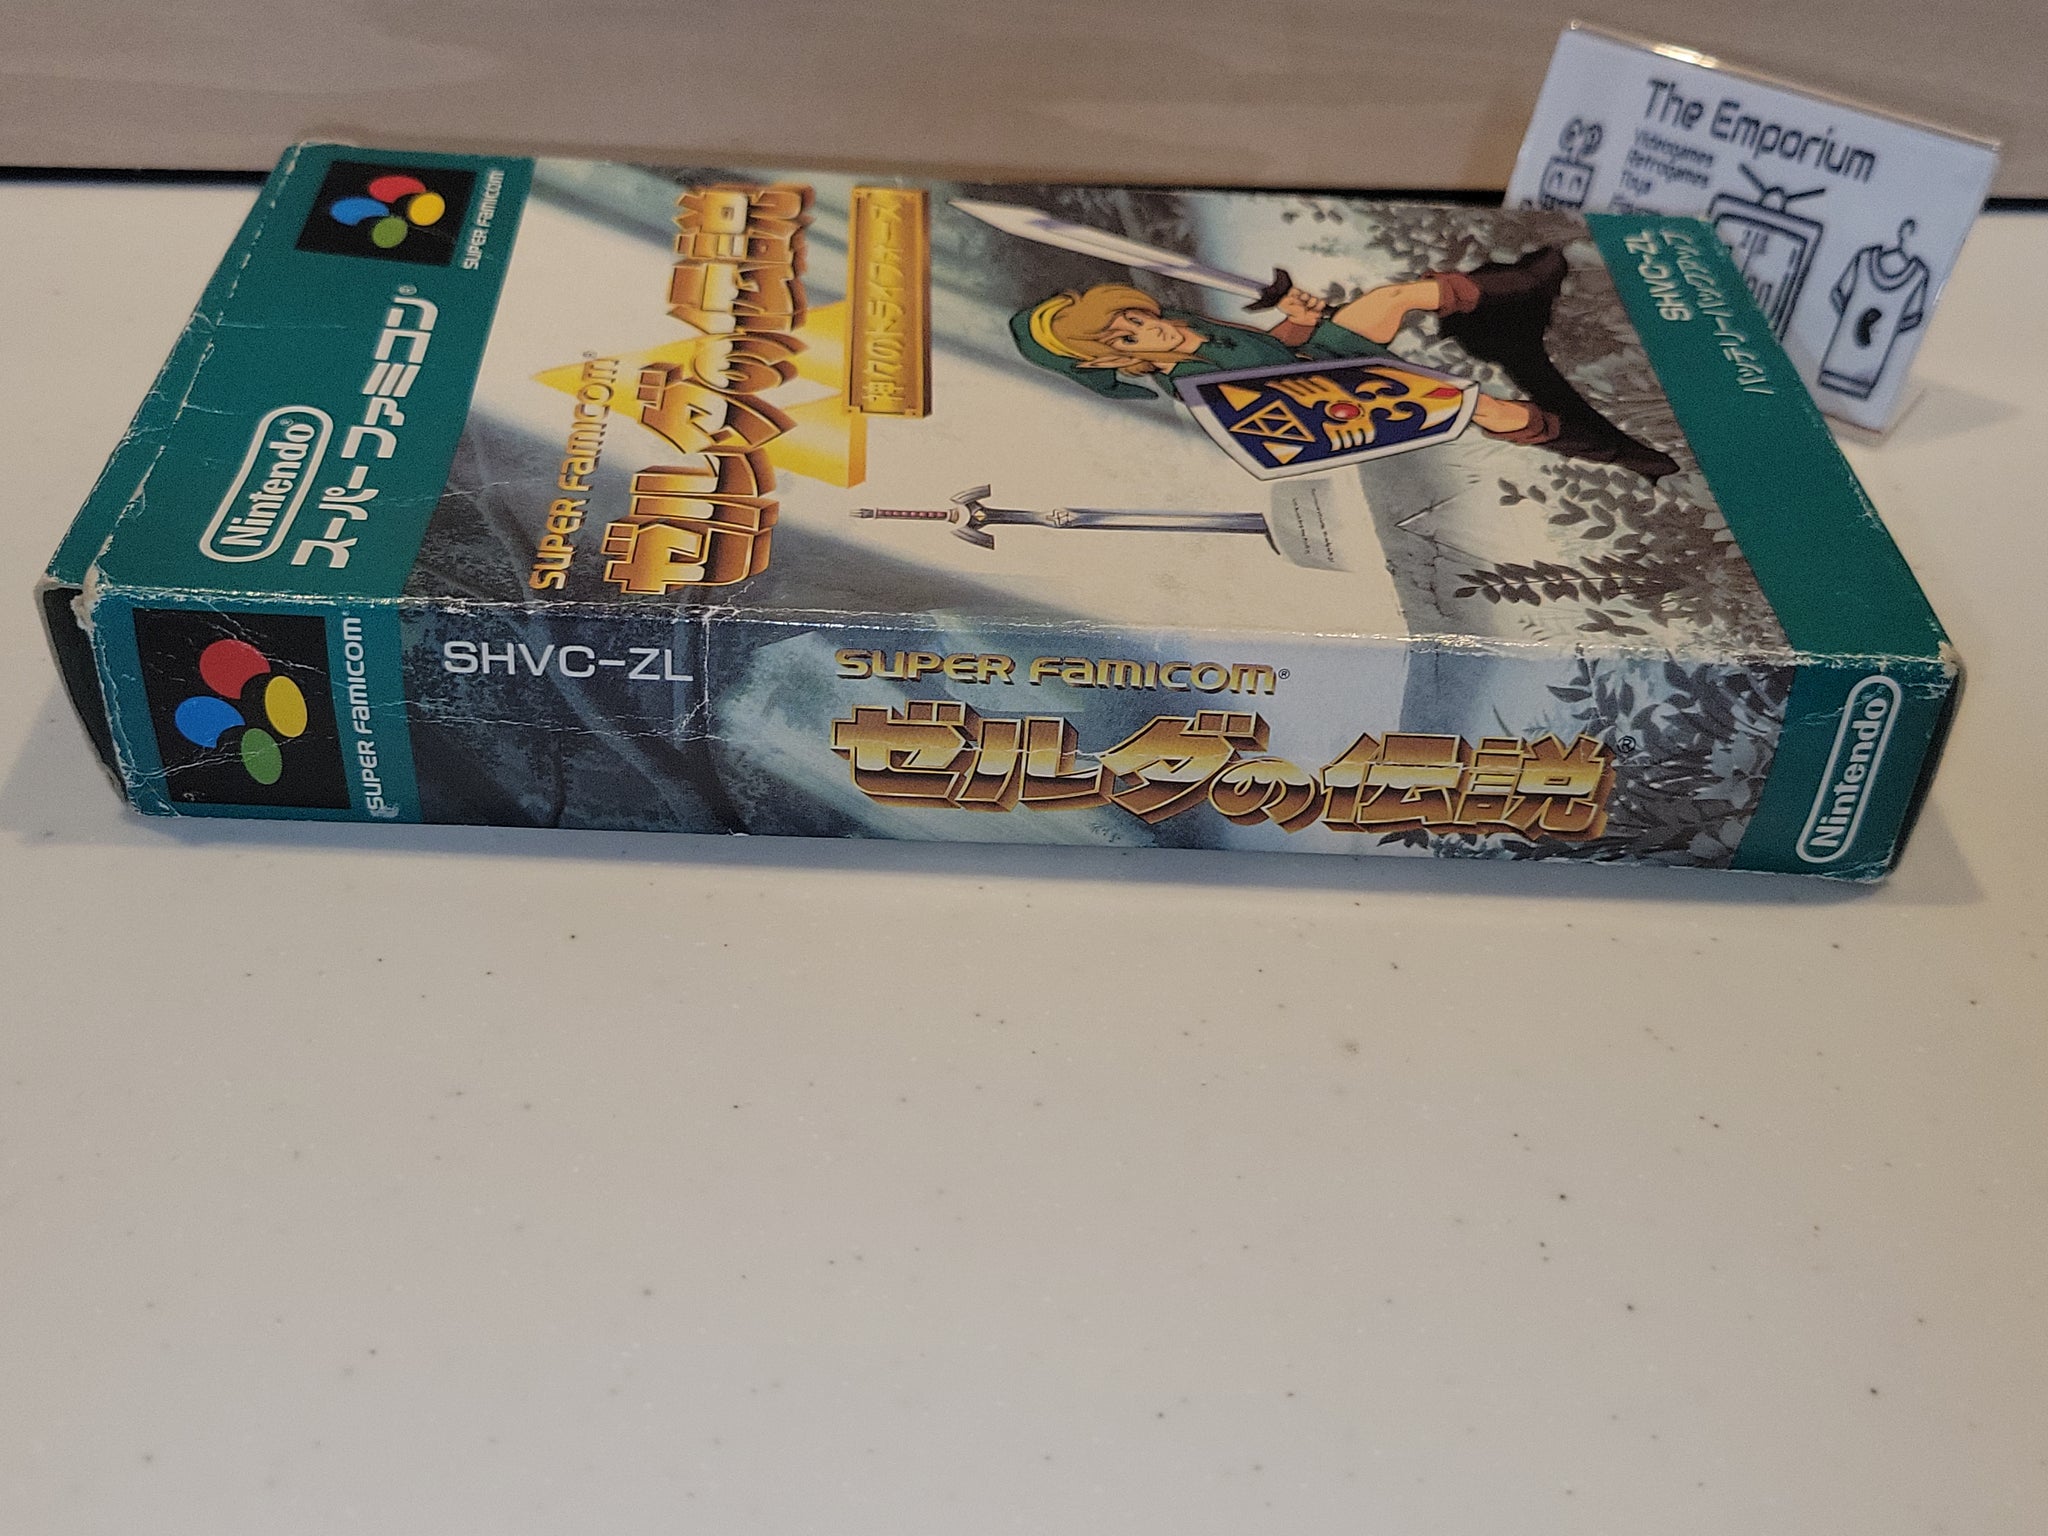 The Emporium
Videogames
Retrogames
Toys
SUPER FAMICOM
Nintendo®
スーパーファミコン®
SUPER FAMICOM®
ゼルダの伝説
神々のトライフォース
SHVC-ZL
バッテリーバックアップ
SUPER FAMICOM®
SHVC-ZL
SUPER FAMICOM®
ゼルダの伝説®
Nintendo®